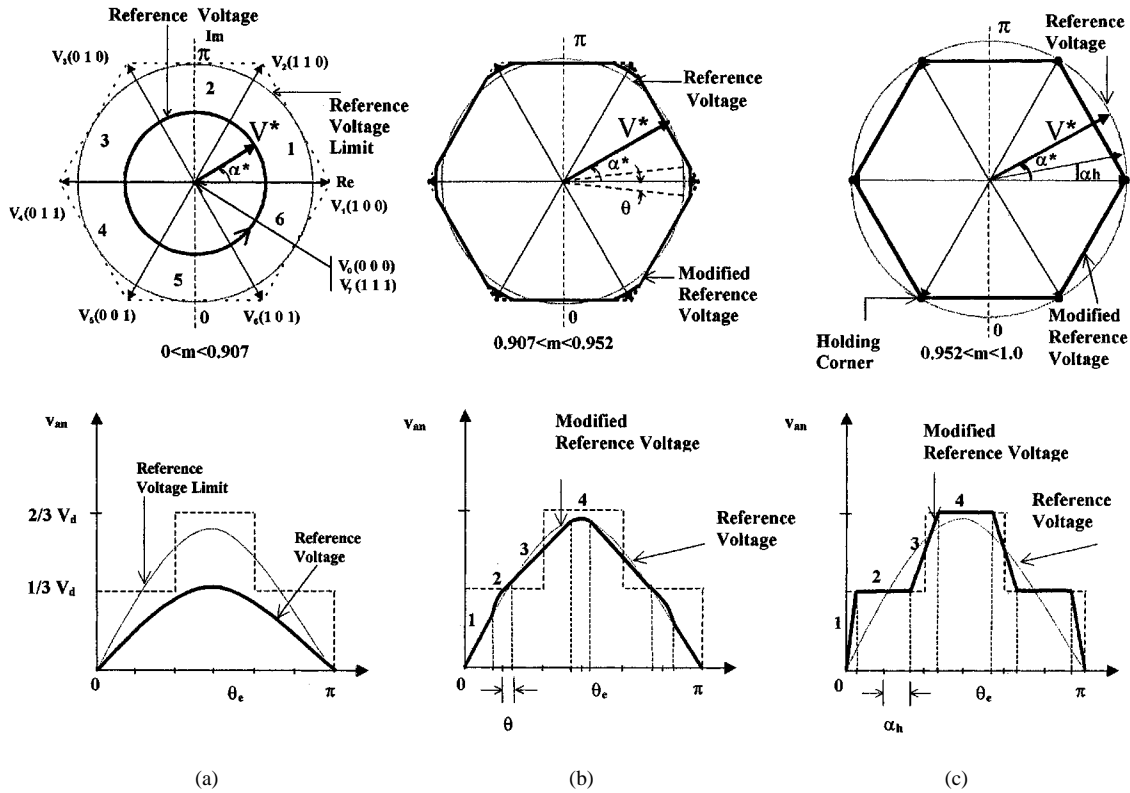 Reference Voltage
Im
π
V₃(0 1 0)
V₂(1 1 0)
2
Reference
Voltage
Limit
3
V*
1
α*
Re
V₁(1 0 0)
V₄(0 1 1)
4
6
5
V₀(0 0 0)
V₇(1 1 1)
V₅(0 0 1)
0
V₆(1 0 1)
0<m<0.907
π
Reference
Voltage
V*
α*
θ
Modified
Reference
Voltage
0
0.907<m<0.952
π
Reference
Voltage
V*
α*
αh
Holding
Corner
0
Modified
Reference
Voltage
0.952<m<1.0
vₐₙ
Reference
Voltage Limit
2/3 V_d
Reference
Voltage
1/3 V_d
0
θₑ
π
vₐₙ
Modified
Reference Voltage
4
Reference
Voltage
3
2
1
0
θₑ
π
θ
vₐₙ
Modified
Reference Voltage
4
Reference
Voltage
3
2
1
0
θₑ
π
αₕ
(a)
(b)
(c)